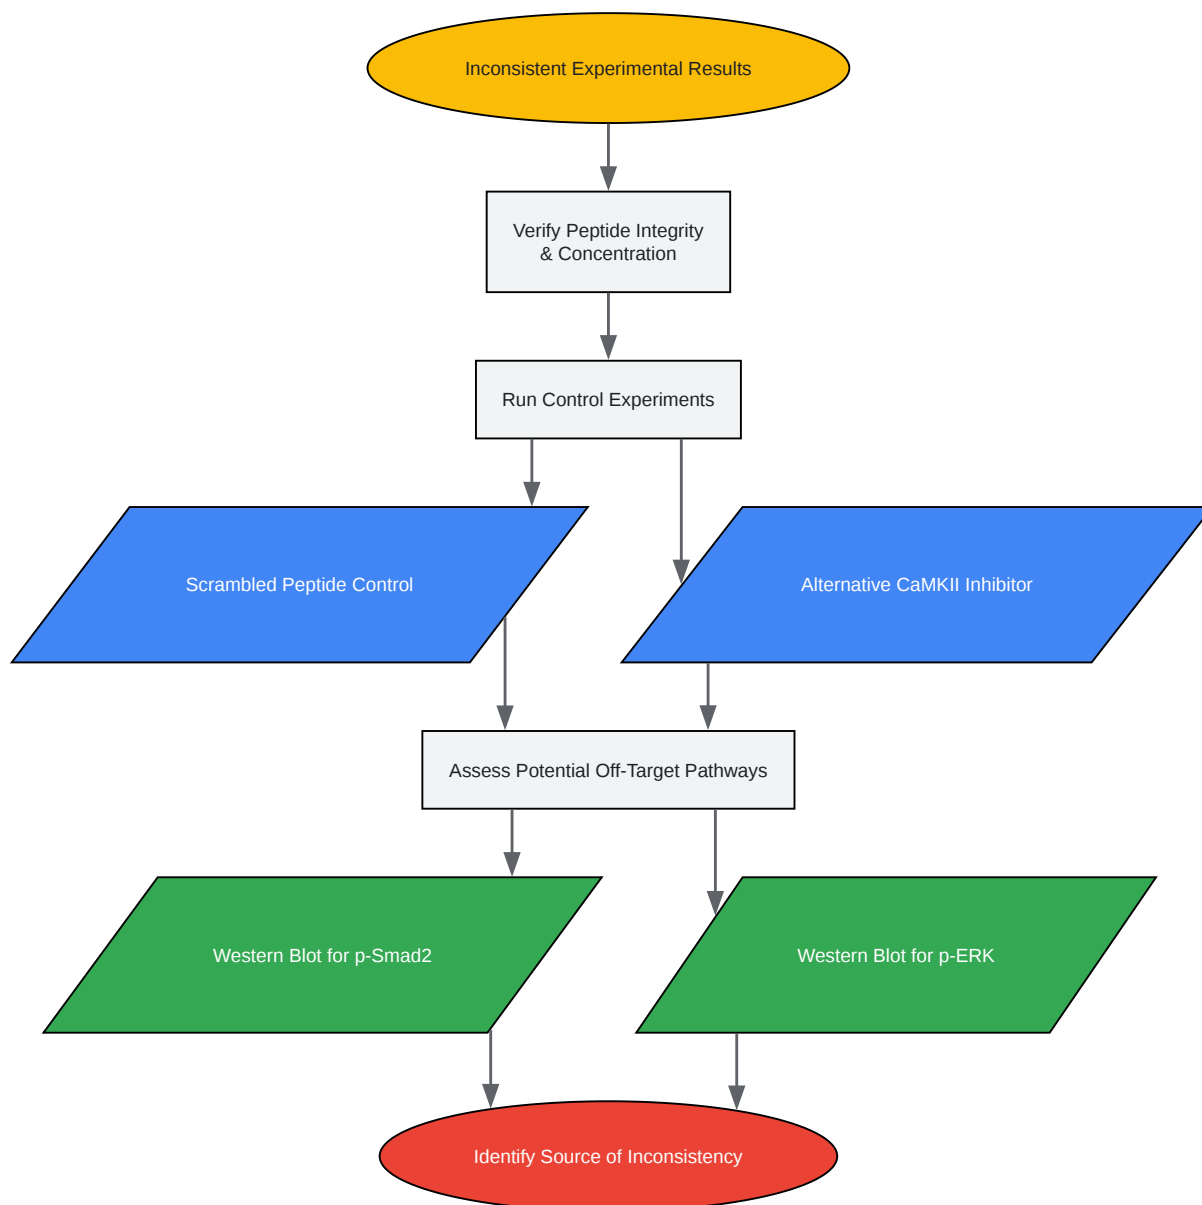 Inconsistent Experimental Results
Verify Peptide Integrity
& Concentration
Run Control Experiments
Scrambled Peptide Control
Alternative CaMKII Inhibitor
Assess Potential Off-Target Pathways
Western Blot for p-Smad2
Western Blot for p-ERK
Identify Source of Inconsistency